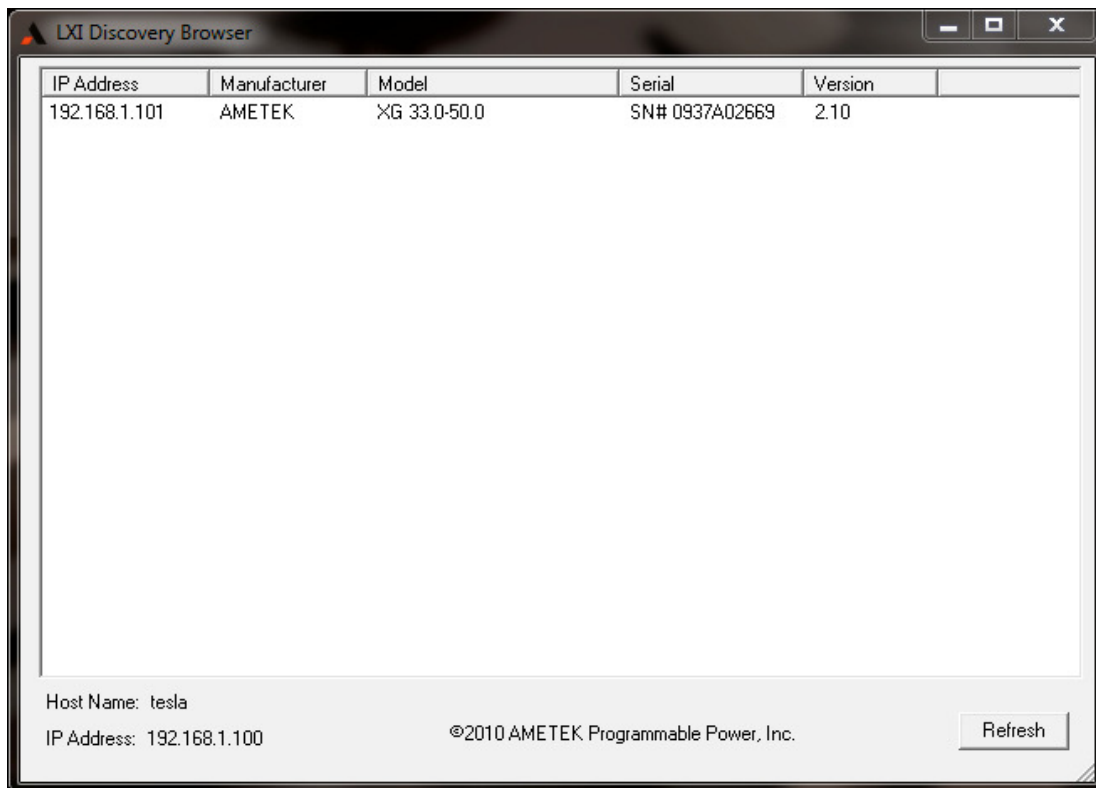 LXI Discovery Browser
IP Address Manufacturer Model Serial Version
192.168.1.101 AMETEK XG 33.0-50.0 SN# 0937A02669 2.10
Host Name: tesla
IP Address: 192.168.1.100
©2010 AMETEK Programmable Power, Inc.
Refresh